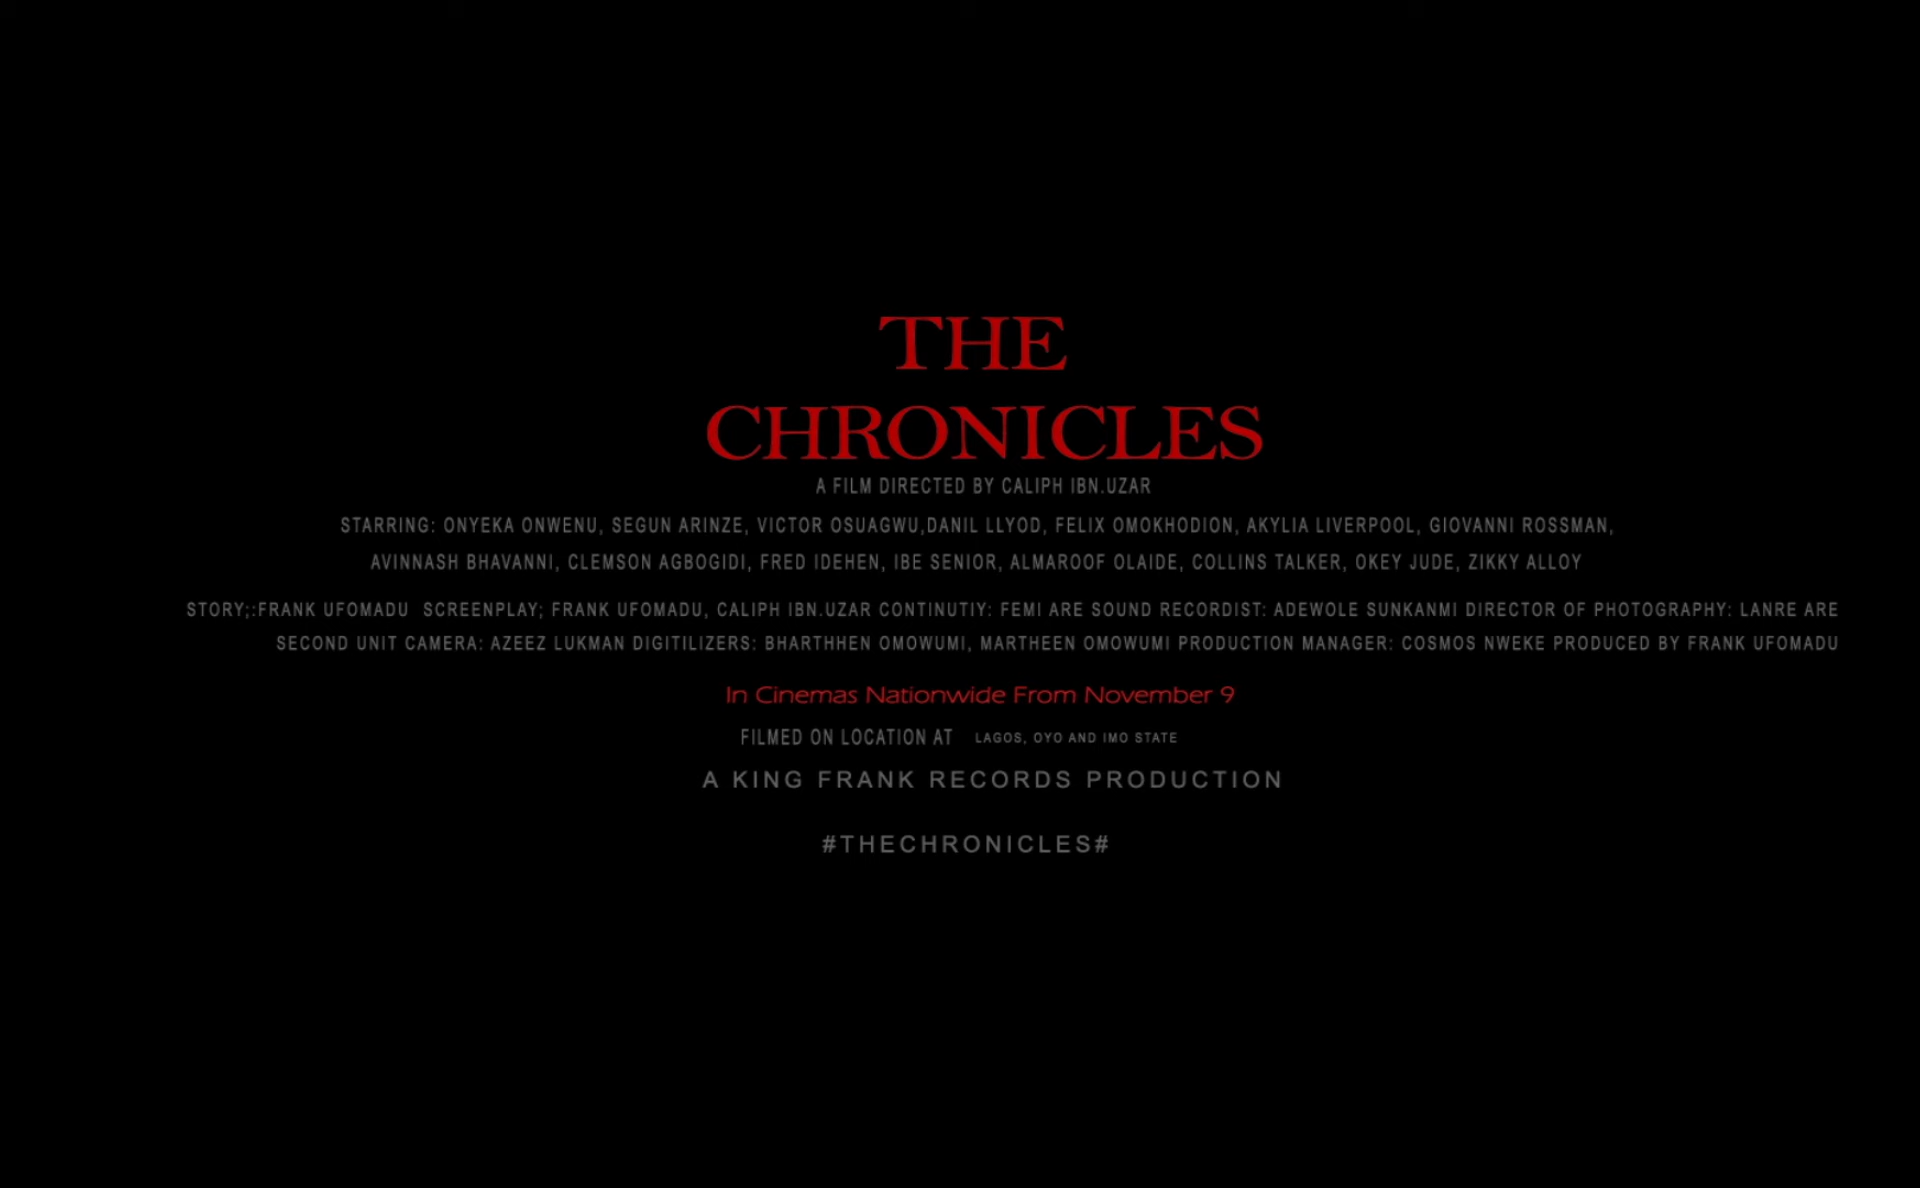 THE
CHRONICLES
A FILM DIRECTED BY CALIPH IBN.UZAR
STARRING: ONYEKA ONWENU, SEGUN ARINZE, VICTOR OSUAGWU,DANIL LLYOD, FELIX OMOKHODION, AKYLIA LIVERPOOL, GIOVANNI ROSSMAN,
AVINNASH BHAVANNI, CLEMSON AGBOGIDI, FRED IDEHEN, IBE SENIOR, ALMAROOF OLAIDE, COLLINS TALKER, OKEY JUDE, ZIKKY ALLOY
STORY;:FRANK UFOMADU SCREENPLAY; FRANK UFOMADU, CALIPH IBN.UZAR CONTINUTIY: FEMI ARE SOUND RECORDIST: ADEWOLE SUNKANMI DIRECTOR OF PHOTOGRAPHY: LANRE ARE
SECOND UNIT CAMERA: AZEEZ LUKMAN DIGITILIZERS: BHARTHHEN OMOWUMI, MARTHEEN OMOWUMI PRODUCTION MANAGER: COSMOS NWEKE PRODUCED BY FRANK UFOMADU
In Cinemas Nationwide From November 9
FILMED ON LOCATION AT LAGOS, OYO AND IMO STATE
A KING FRANK RECORDS PRODUCTION
#THECHRONICLES#